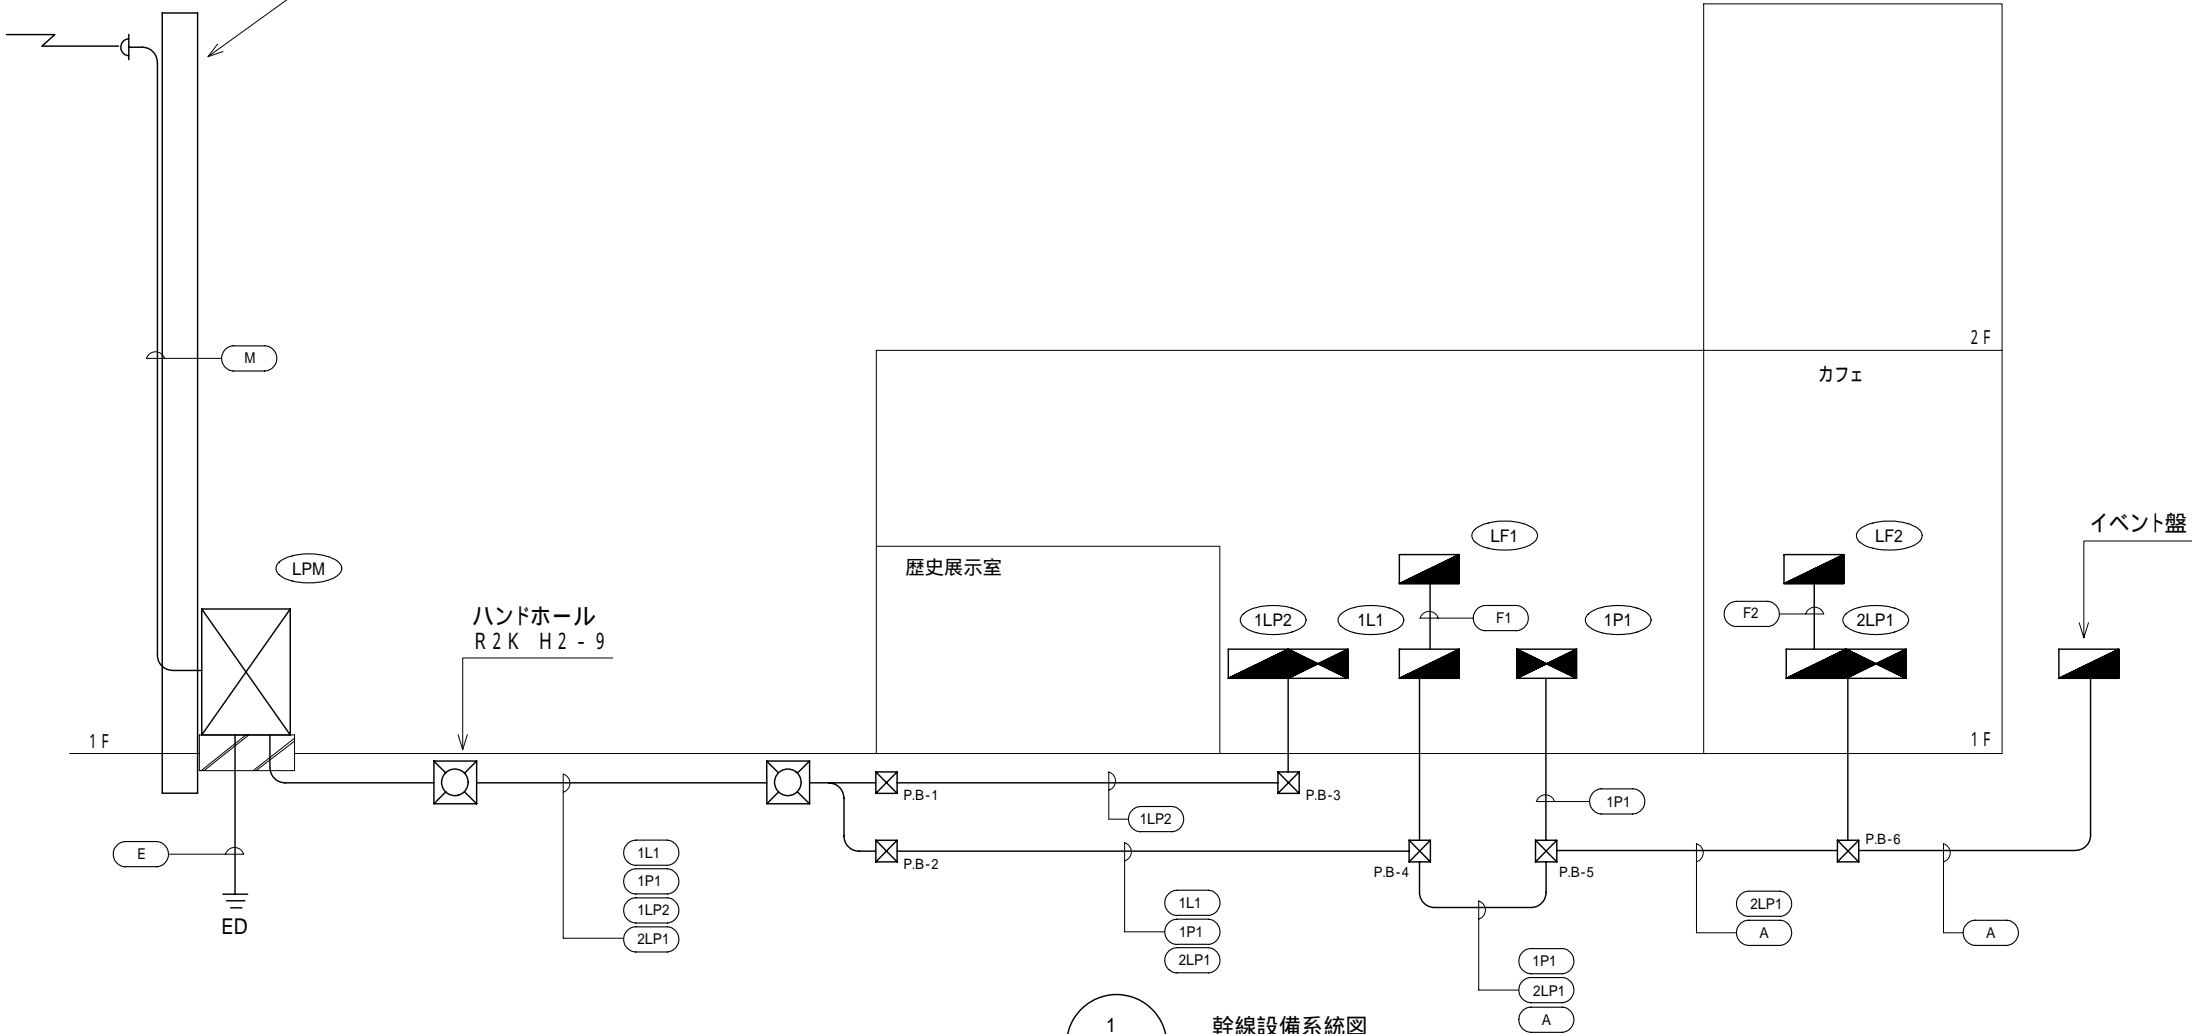 M
2F
カフェ
イベント盤
LF1
LF2
LPM
歴史展示室
ハンドホール
R2K H2-9
1LP2
1L1
F1
1P1
F2
2LP1
1F
1F
P.B-1
P.B-3
1LP2
1P1
E
P.B-2
P.B-4
P.B-5
P.B-6
ED
1L1
1P1
1LP2
2LP1
1L1
1P1
2LP1
2LP1
A
A
1P1
2LP1
A
1
幹線設備系統図